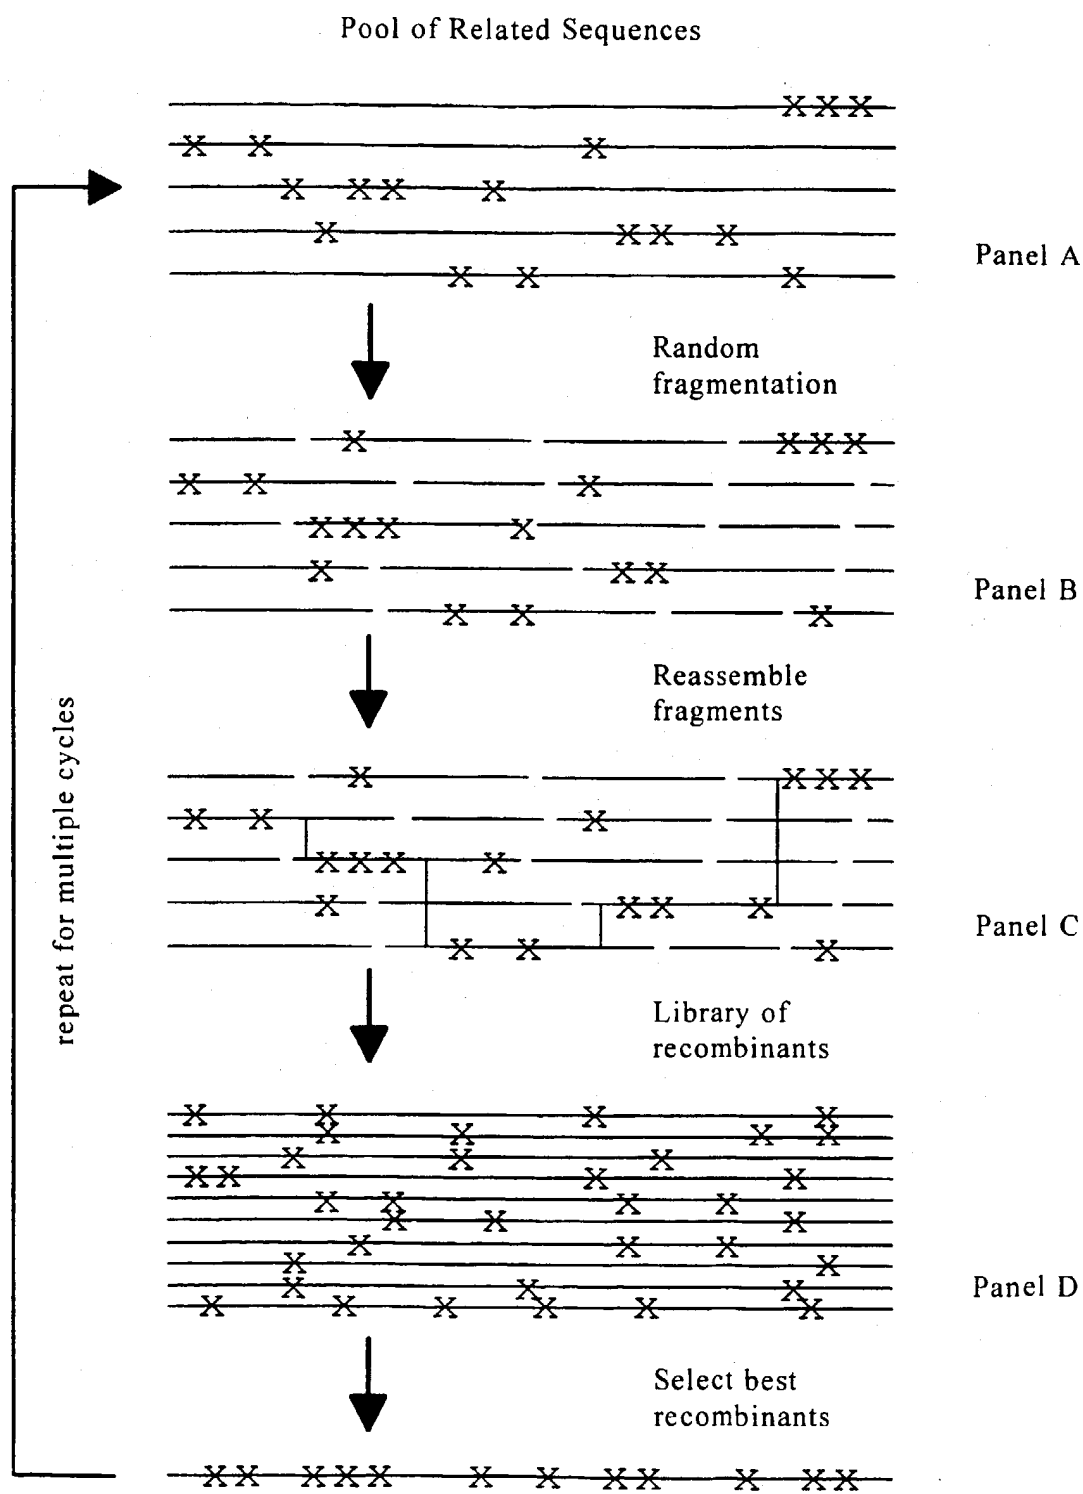 Pool of Related Sequences
Panel A
Random
fragmentation
Panel B
Reassemble
fragments
repeat for multiple cycles
Panel C
Library of
recombinants
Panel D
Select best
recombinants